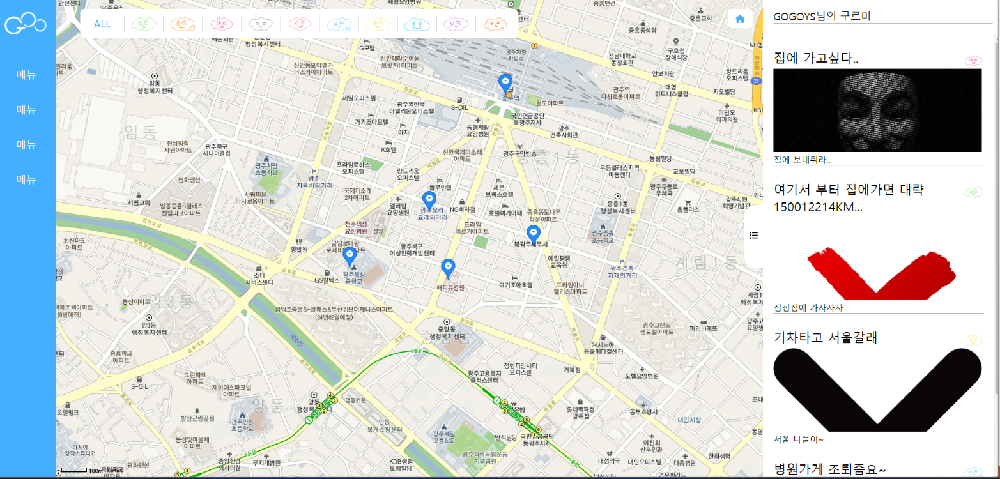 Goo
메뉴
메뉴
메뉴
메뉴
ALL
GOGOYS님의 구르미
집에 가고싶다..
집에 보내줘라...
여기서 부터 집에가면 대략
150012214KM...
집집집에 가자자자
기차타고 서울갈래
서울 나들이~
병원가게 조퇴좀요~
중흥동성당
중흥교회
구호전
장례식장
전남대학교
동창회관
안보회관
대영
휘트니스클럽
랜드리움
오피스텔
지오빌딩
이민오
외과의원
광주차량
사업소
G모텔
신안대라수어썸
브릿지아파트
신안동모아엘가
더스카이아파트
행정복지센터
임동
행정복지센터
제일오피스텔
광주역한국
아델리움오피스텔
S-OIL
광주역
철도아파트
광주역
다사로움아파트
거기조아모텔
야자
K호텔
동행재활
요양병원
국민연금공단
북광주지사
광주
건축사회관
임동
전남방직
사원아파트
광주북구
시니어클럽
광주서림
초등학교
프라임로하스
오피스텔
신안국제미소래
아파트
광주국악방송
중흥1동
동림빌딩
무등클래스지역
아동센터
교보빌딩
평화맨션
광주
자동차의거리
랜드리움
오피스텔
서림교회
서림마을
다사로움아파트
국제미소래
2차아파트
폴무인텔
세븐
브릭스호텔
광주무등로
우체국
임동중흥S클래스
센텀파크아파트
엘리압
요양병원
광주오리
요리의거리
NC백화점
호텔여기어때
중흥동도나우
타운아파트
중흥1동
행정복지센터
홈플러스
광주4.19
혁명기념관
전주의성
요한병원
성당
프라임
베르가아파트
북광주세무서
광주중흥
초등학교
초원파크
아파트
영발원
광주북구
여성인력개발센터
예일평생
교육원
광주건축
자재의거리
계림1동
소니
서비스센터
GS칼텍스
광주북성
중학교
해피뷰병원
여기조아호텔
프라임아너
팰리스아파트
양3동
동산아파트
금남로중흥S-클래스&두산위브더제니스아파트
(24년02월예정)
양3동
행정복지센터
중앙동
행정복지센터
광주그랜드
센트럴아파트
파리바게뜨
24시노아
동물메디컬센터
중흥파크
아파트
광주천
1호선
그린파크
아파트
광주고용복지
플러스센터
정한파인시티
오피스텔
거북정
노벨요양병원
S-OIL
제이에스파크빌
아파트
양동
명동커튼
롯데백화점
광주점
동부소방서
오일뱅크
발산근린공원
광주양동
초등학교
양동
복개쇼핑센터
대인시장
농성빛여울채
아파트
광주제일
고등학교
반석빌딩
국민연금공단
동광주지사
아시아
창작스튜디오
광주학생독립운동
기념공원
이진희
산부인과
평화맨션
중앙신경
외과의원
무지개병원
KDB생명
보험빌딩
대성약국
대인오피스텔
대중병원
한화생명
100m kakao